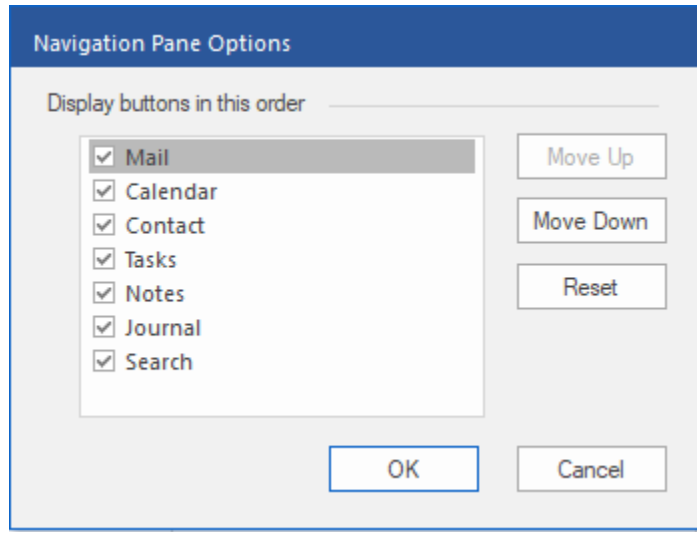 Navigation Pane Options
Display buttons in this order
Mail
Calendar
Contact
Tasks
Notes
Journal
Search
Move Up
Move Down
Reset
OK
Cancel